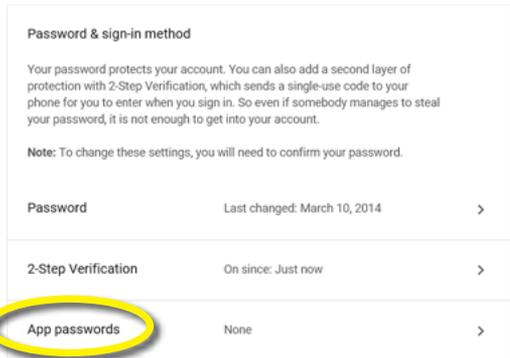 Password & sign-in method
Your password protects your account. You can also add a second layer of
protection with 2-Step Verification, which sends a single-use code to your
phone for you to enter when you sign in. So even if somebody manages to steal
your password, it is not enough to get into your account.
Note: To change these settings, you will need to confirm your password.
Password Last changed: March 10, 2014
2-Step Verification On since: Just now
App passwords None